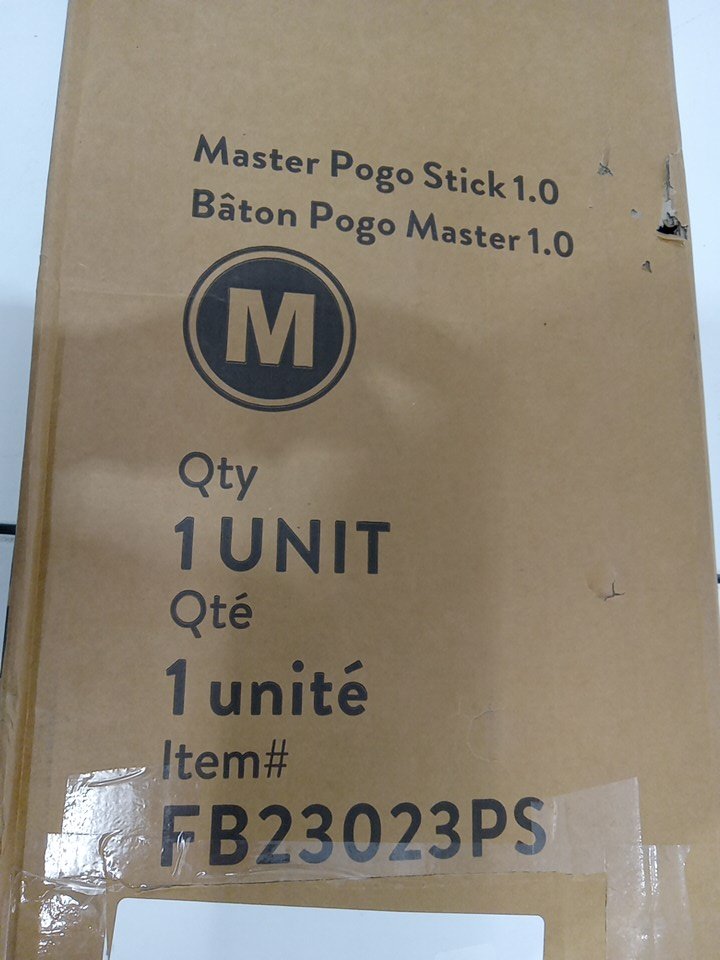 Master Pogo Stick 1.0
Bâton Pogo Master 1.0
M
Qty
1 UNIT
Qté
1 unité
Item#
FB23023PS